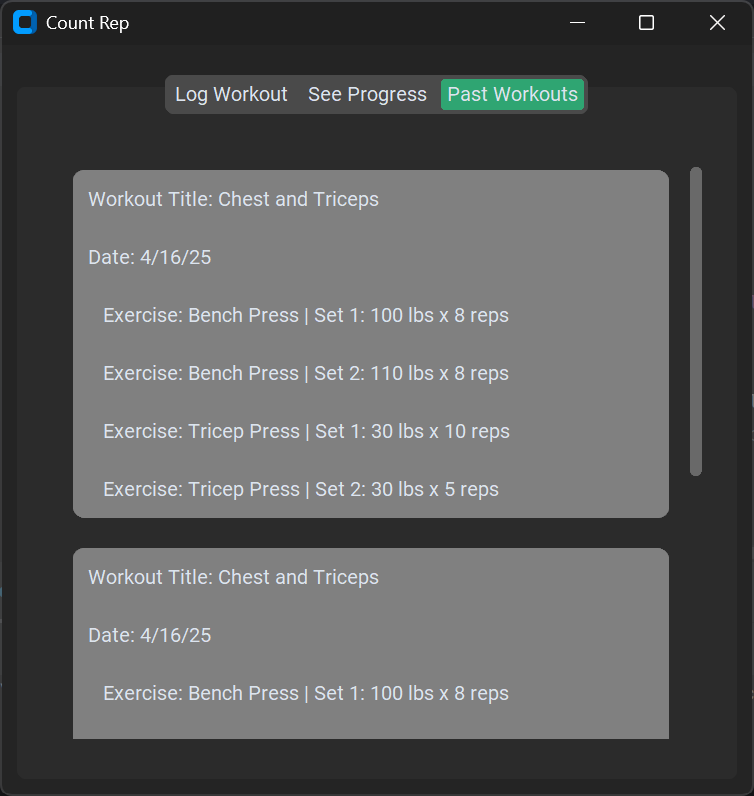 Count Rep
Log Workout See Progress Past Workouts
Workout Title: Chest and Triceps
Date: 4/16/25
Exercise: Bench Press | Set 1: 100 lbs x 8 reps
Exercise: Bench Press | Set 2: 110 lbs x 8 reps
Exercise: Tricep Press | Set 1: 30 lbs x 10 reps
Exercise: Tricep Press | Set 2: 30 lbs x 5 reps
Workout Title: Chest and Triceps
Date: 4/16/25
Exercise: Bench Press | Set 1: 100 lbs x 8 reps